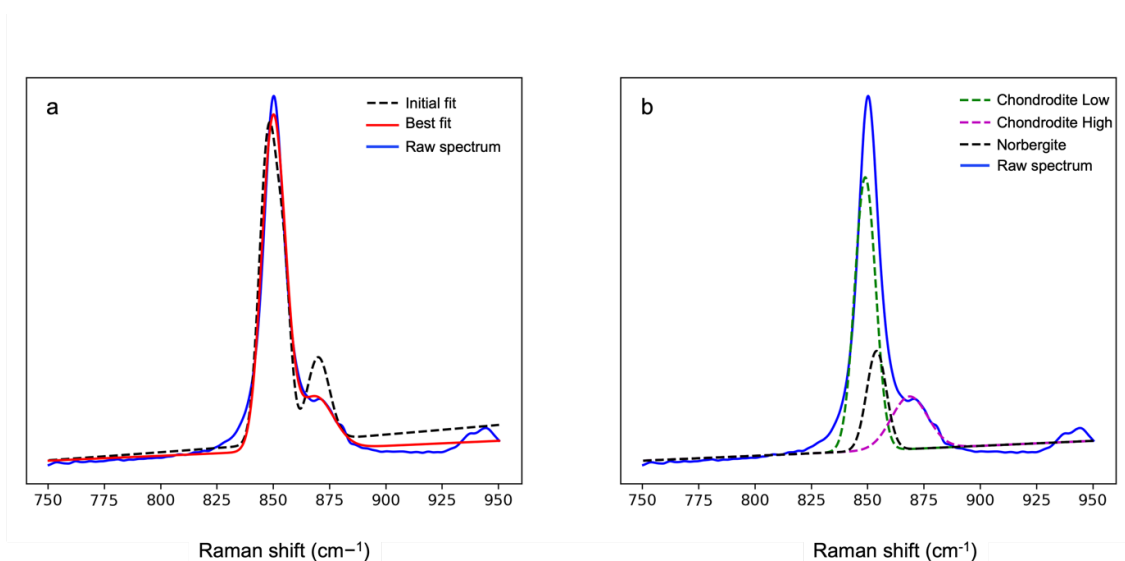 a
Initial fit
Best fit
Raw spectrum
750 775 800 825 850 875 900 925 950
Raman shift (cm−1)
b
Chondrodite Low
Chondrodite High
Norbergite
Raw spectrum
750 775 800 825 850 875 900 925 950
Raman shift (cm-1)